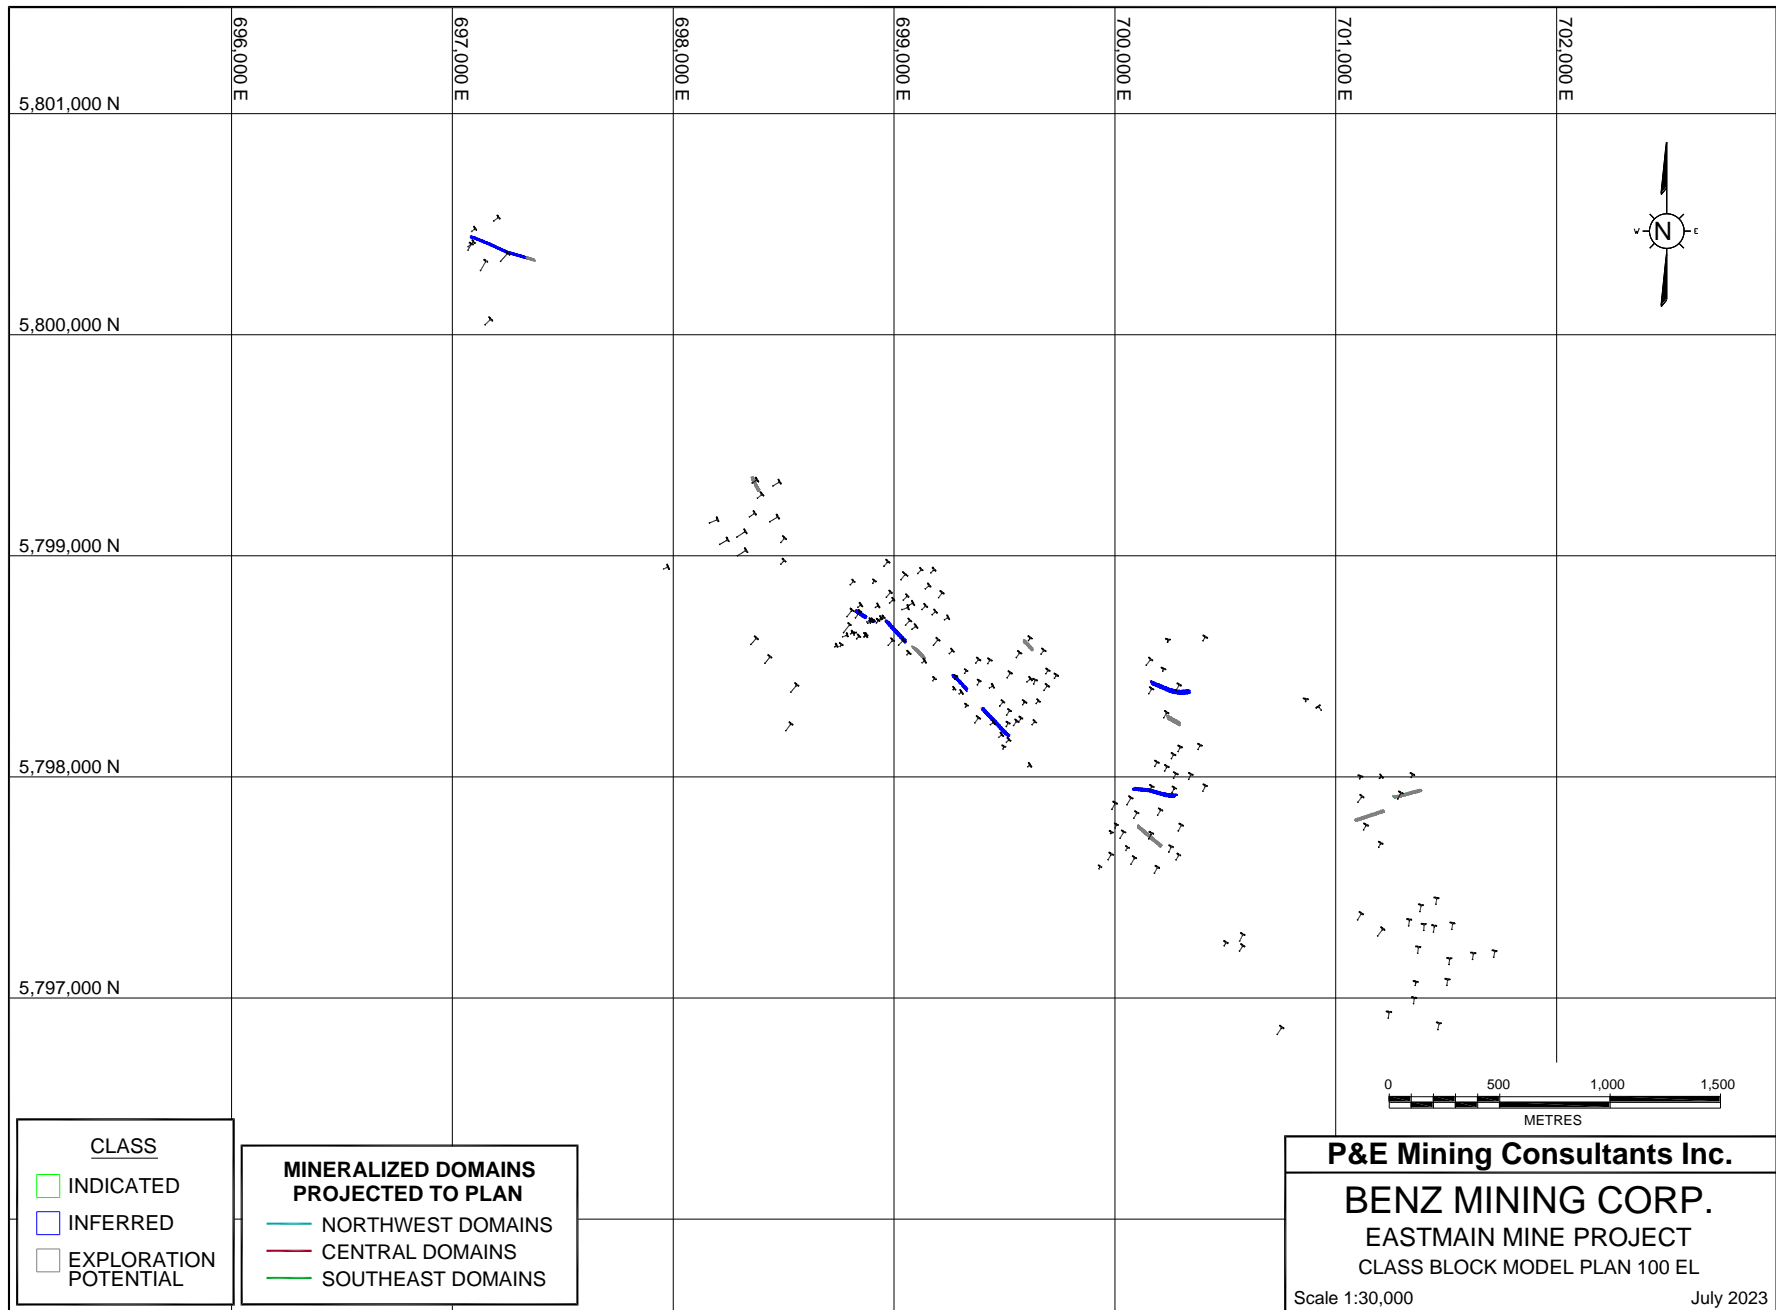 696,000 E
697,000 E
698,000 E
699,000 E
700,000 E
701,000 E
702,000 E
5,801,000 N
W N E
5,800,000 N
5,799,000 N
5,798,000 N
5,797,000 N
0 500 1,000 1,500
METRES
CLASS
INDICATED
INFERRED
EXPLORATION
POTENTIAL
MINERALIZED DOMAINS
PROJECTED TO PLAN
NORTHWEST DOMAINS
CENTRAL DOMAINS
SOUTHEAST DOMAINS
P&E Mining Consultants Inc.
BENZ MINING CORP.
EASTMAIN MINE PROJECT
CLASS BLOCK MODEL PLAN 100 EL
Scale 1:30,000 July 2023